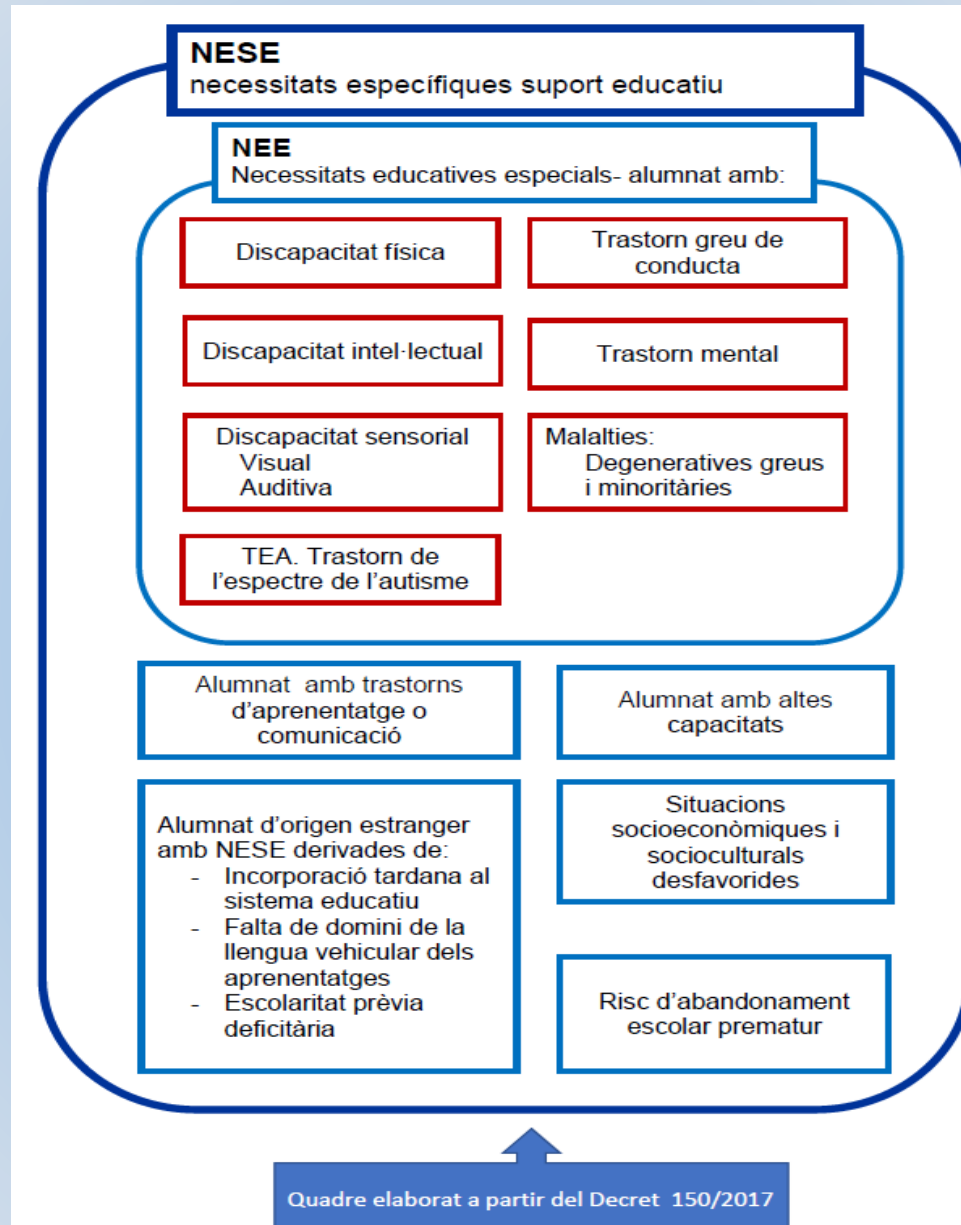 NESE
necessitats específiques suport educatiu
NEE
Necessitats educatives especials- alumnat amb:
Discapacitat física
Trastorn greu de
conducta
Discapacitat intel·lectual
Trastorn mental
Discapacitat sensorial
Visual
Auditiva
Malalties:
Degeneratives greus
i minoritàries
TEA. Trastorn de
l'espectre de l'autisme
Alumnat amb trastorns
d'aprenentatge o
comunicació
Alumnat amb altes
capacitats
Alumnat d'origen estranger
amb NESE derivades de:
- Incorporació tardana al
sistema educatiu
- Falta de domini de la
llengua vehicular dels
aprenentatges
- Escolaritat prèvia
deficitària
Situacions
socioeconòmiques i
socioculturals
desfavorides
Risc d'abandonament
escolar prematur
Quadre elaborat a partir del Decret 150/2017